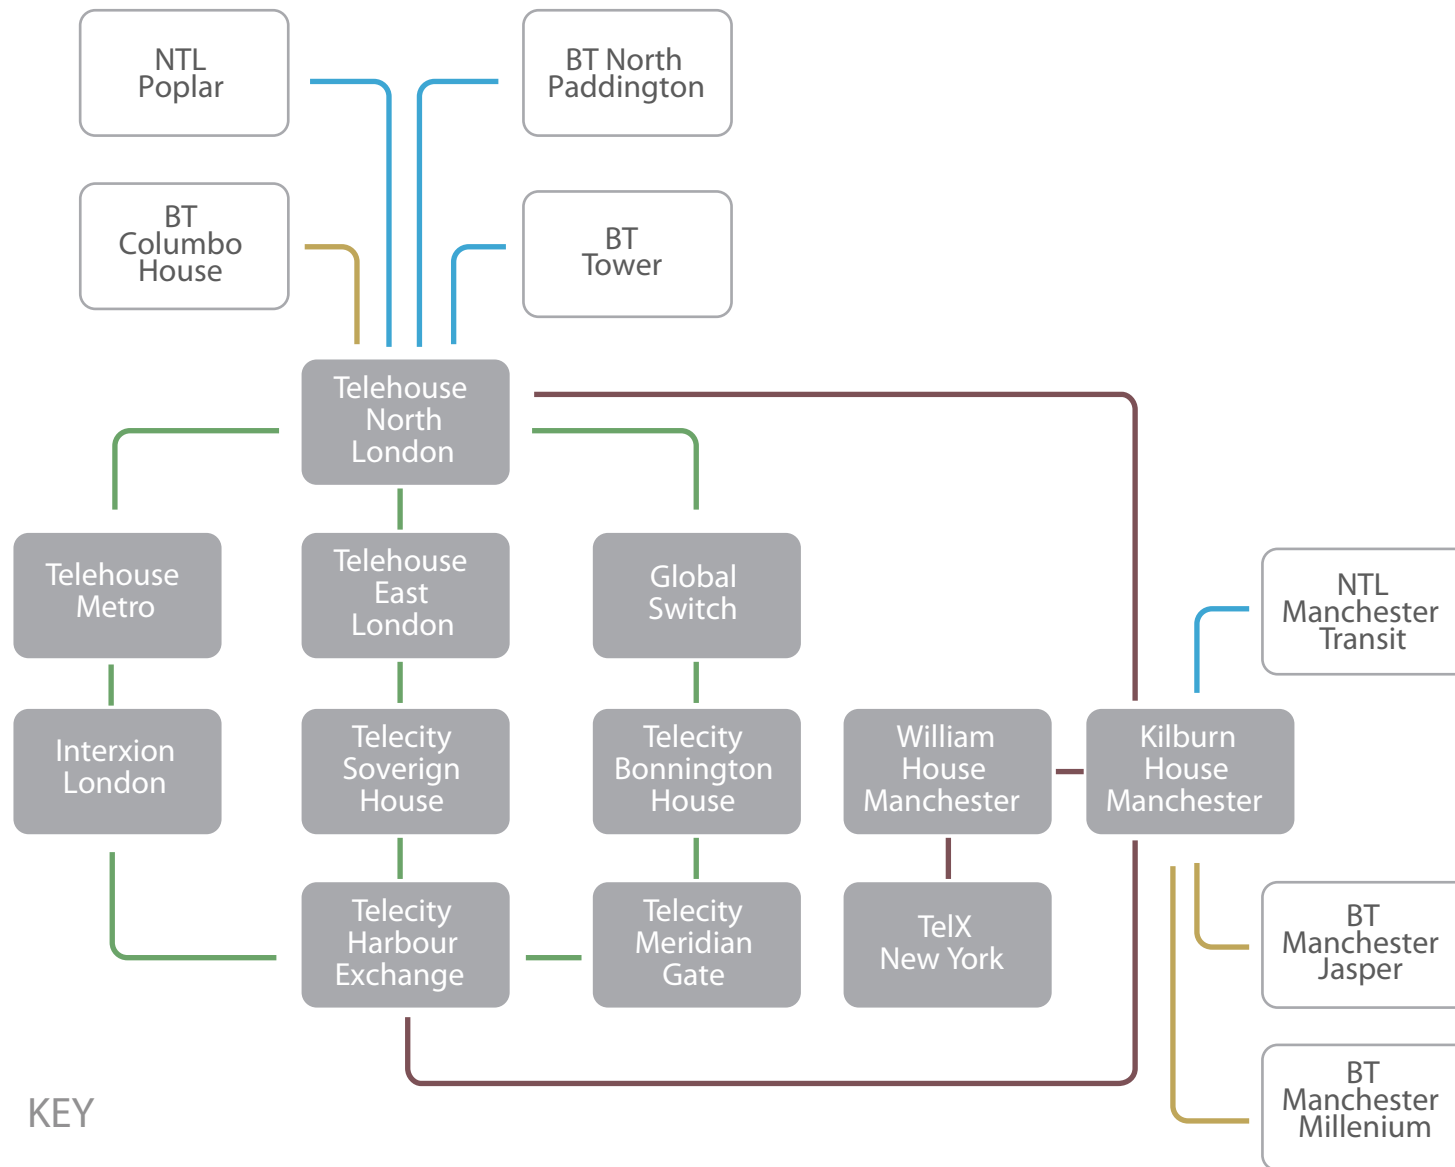 NTL
Poplar
BT North
Paddington
BT
Columbo
House
BT
Tower
Telehouse
North
London
Telehouse
Metro
Telehouse
East
London
Global
Switch
NTL
Manchester
Transit
Interxion
London
Telecity
Soverign
House
Telecity
Bonnington
House
William
House
Manchester
Kilburn
House
Manchester
Telecity
Harbour
Exchange
Telecity
Meridian
Gate
TelX
New York
BT
Manchester
Jasper
BT
Manchester
Millenium
KEY